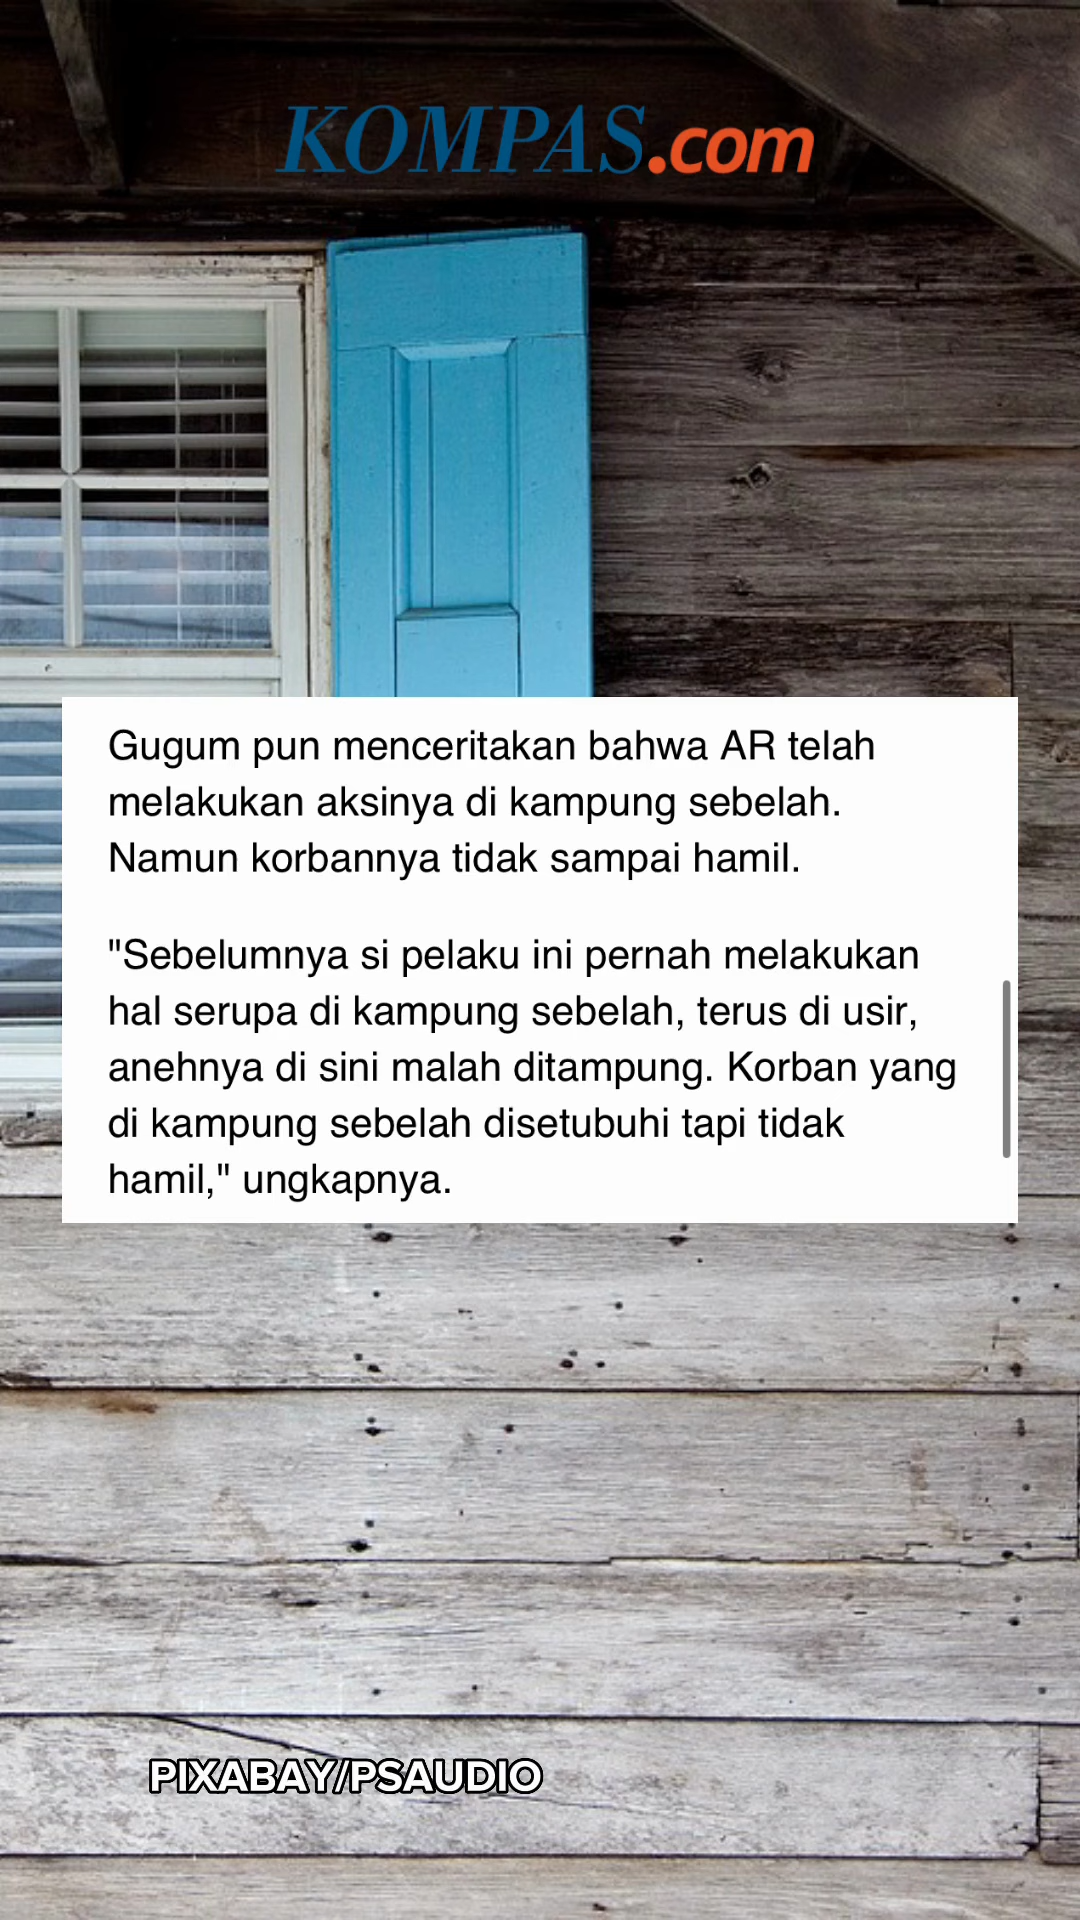 KOMPAS.com
Gugum pun menceritakan bahwa AR telah
melakukan aksinya di kampung sebelah.
Namun korbannya tidak sampai hamil.
"Sebelumnya si pelaku ini pernah melakukan
hal serupa di kampung sebelah, terus di usir,
anehnya di sini malah ditampung. Korban yang
di kampung sebelah disetubuhi tapi tidak
hamil," ungkapnya.
PIXABAY/PSAUDIO